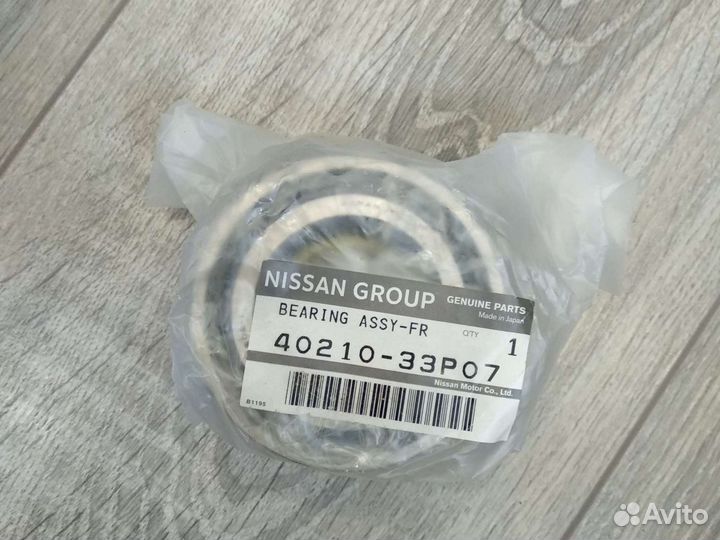 NISSAN GROUP GENUINE PARTS
Made in Japan
BEARING ASSY-FR Q'TY 1
40210-33P07
Nissan Motor Co., Ltd.
B1195
Avito